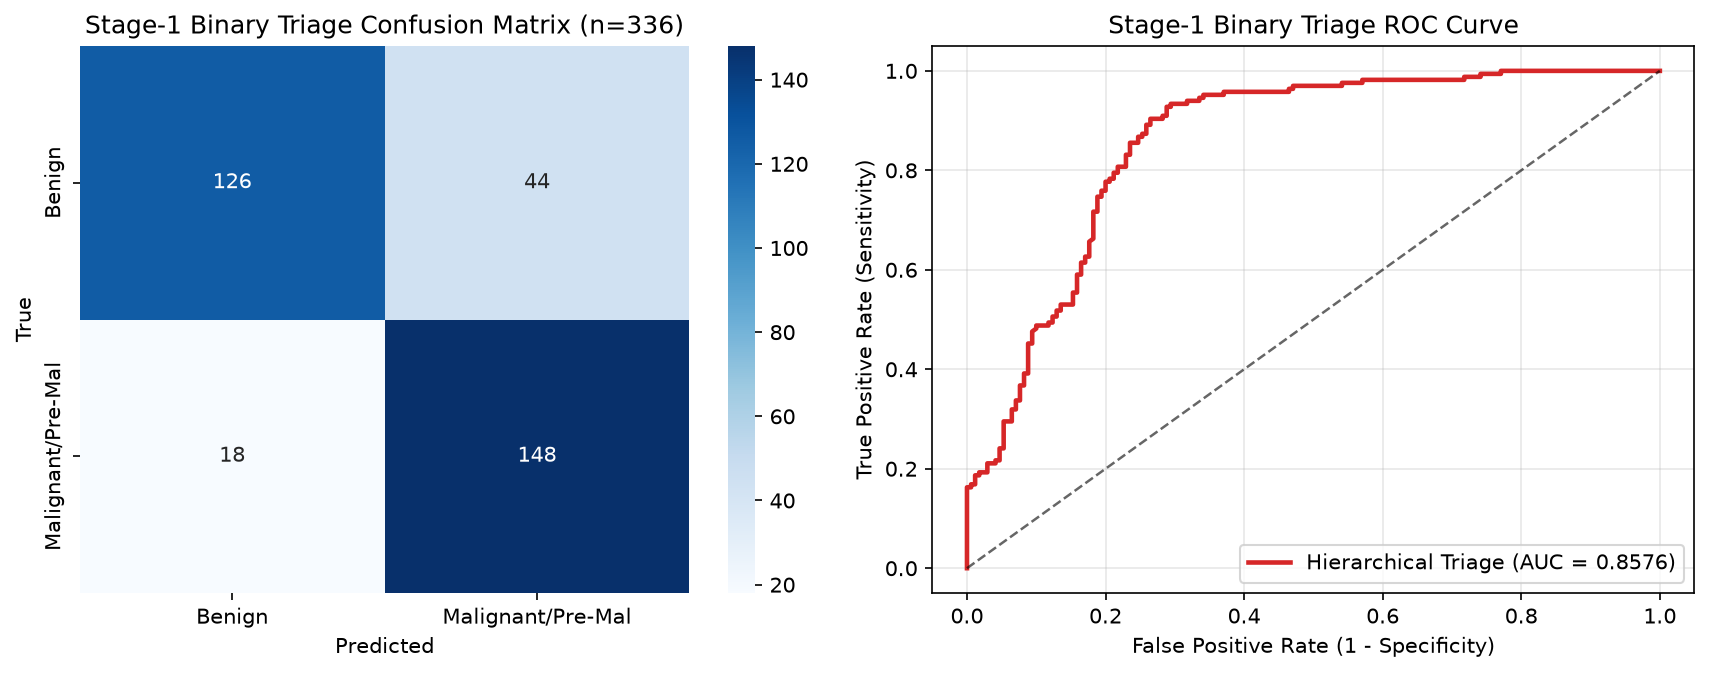 Stage-1 Binary Triage Confusion Matrix (n=336)
True
Benign
Malignant/Pre-Mal
126
44
18
148
Benign
Malignant/Pre-Mal
Predicted
140
120
100
80
60
40
20
Stage-1 Binary Triage ROC Curve
True Positive Rate (Sensitivity)
1.0
0.8
0.6
0.4
0.2
0.0
Hierarchical Triage (AUC = 0.8576)
0.0
0.2
0.4
0.6
0.8
1.0
False Positive Rate (1 - Specificity)